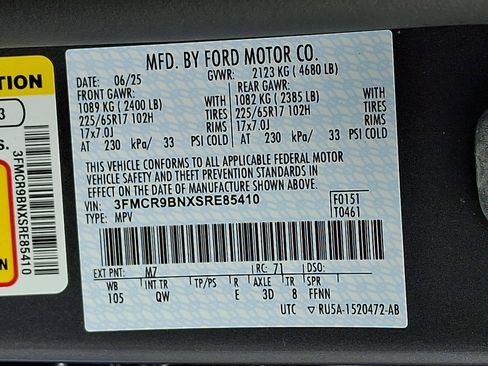 MFD. BY FORD MOTOR CO.
DATE: 06/25 GVWR: 2123 KG (4680 LB)
FRONT GAWR: REAR GAWR:
1089 KG (2400 LB) WITH 1082 KG (2385 LB) WITH
225/65R17 102H TIRES 225/65R17 102H TIRES
17x7.0J RIMS 17x7.0J RIMS
AT 230 kPa/ 33 PSI COLD AT 230 kPa/ 33 PSI COLD
THIS VEHICLE CONFORMS TO ALL APPLICABLE FEDERAL MOTOR
VEHICLE SAFETY AND THEFT PREVENTION STANDARDS IN EFFECT
ON THE DATE OF MANUFACTURE SHOWN ABOVE.
VIN: 3FMCR9BNXSRE85410 F0151
TYPE: MPV T0461
EXT PNT: M7 RC: 71 DSO:
WB INT TR TP/PS R AXLE TR SPR
105 QW E 3D 8 FFNN
UTC RU5A-1520472-AB
TION
3
S.
3FMCR9BNXSRE85410